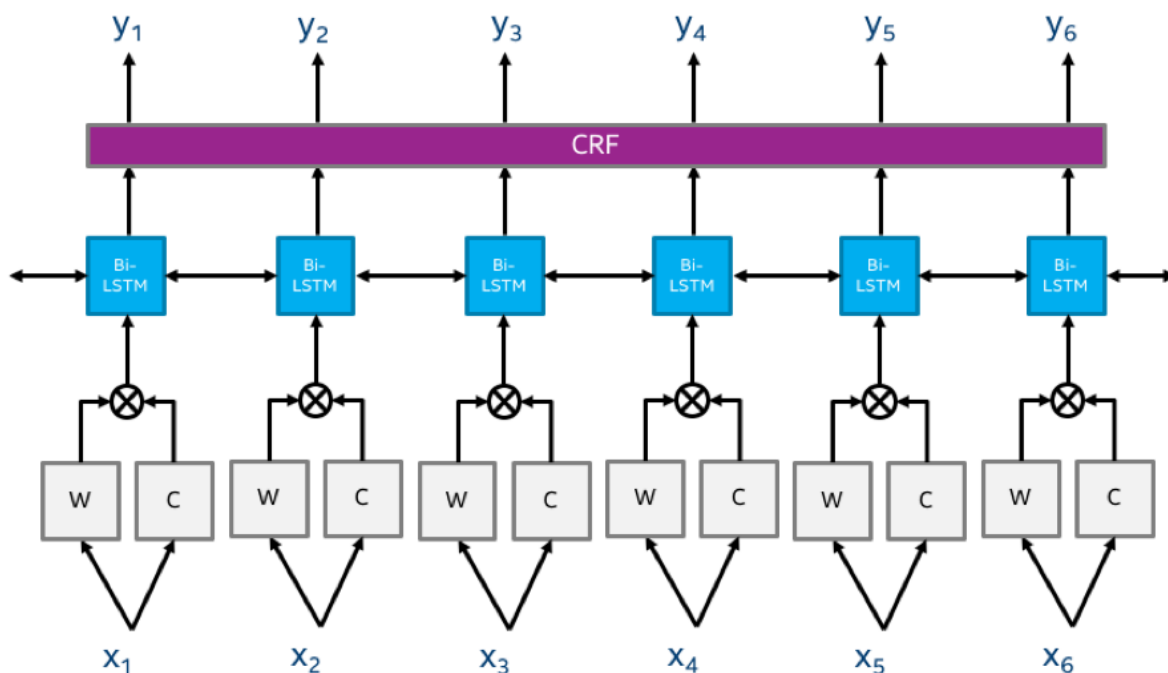 y₁ y₂ y₃ y₄ y₅ y₆
CRF
Bi-
LSTM
Bi-
LSTM
Bi-
LSTM
Bi-
LSTM
Bi-
LSTM
Bi-
LSTM
W C W C W C W C W C W C
x₁ x₂ x₃ x₄ x₅ x₆